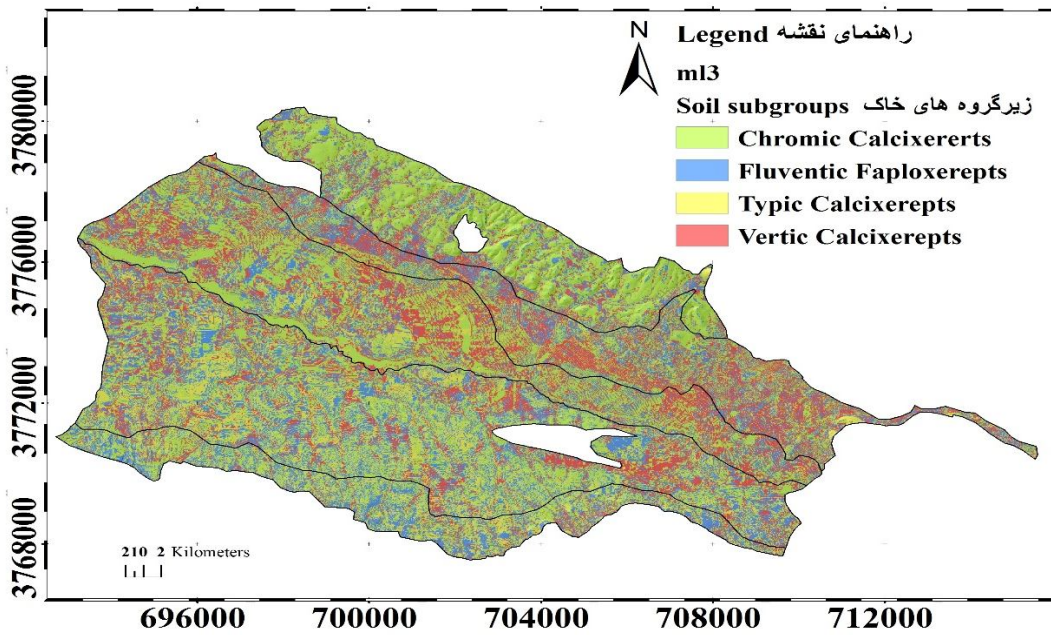 N
Legend راهنمای نقشه
ml3
Soil subgroups زیرگروه های خاک
Chromic Calcixererts
Fluventic Faploxerepts
Typic Calcixerepts
Vertic Calcixerepts
3780000
3776000
3772000
3768000
210 2 Kilometers
696000 700000 704000 708000 712000